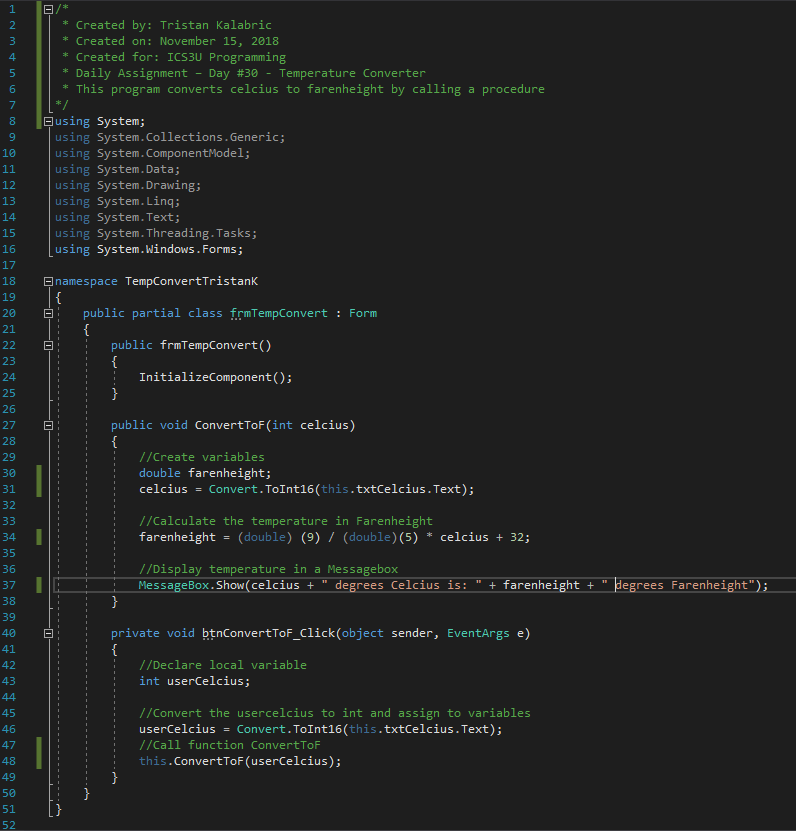 1 /*
2  * Created by: Tristan Kalabric
3  * Created on: November 15, 2018
4  * Created for: ICS3U Programming
5  * Daily Assignment – Day #30 - Temperature Converter
6  * This program converts celcius to farenheight by calling a procedure
7 */
8 using System;
9 using System.Collections.Generic;
10 using System.ComponentModel;
11 using System.Data;
12 using System.Drawing;
13 using System.Linq;
14 using System.Text;
15 using System.Threading.Tasks;
16 using System.Windows.Forms;
17
18 namespace TempConvertTristanK
19 {
20     public partial class frmTempConvert : Form
21     {
22         public frmTempConvert()
23         {
24             InitializeComponent();
25         }
26
27         public void ConvertToF(int celcius)
28         {
29             //Create variables
30             double farenheight;
31             celcius = Convert.ToInt16(this.txtCelcius.Text);
32
33             //Calculate the temperature in Farenheight
34             farenheight = (double) (9) / (double)(5) * celcius + 32;
35
36             //Display temperature in a Messagebox
37             MessageBox.Show(celcius + " degrees Celcius is: " + farenheight + " degrees Farenheight");
38         }
39
40         private void btnConvertToF_Click(object sender, EventArgs e)
41         {
42             //Declare local variable
43             int userCelcius;
44
45             //Convert the usercelcius to int and assign to variables
46             userCelcius = Convert.ToInt16(this.txtCelcius.Text);
47             //Call function ConvertToF
48             this.ConvertToF(userCelcius);
49         }
50     }
51 }
52